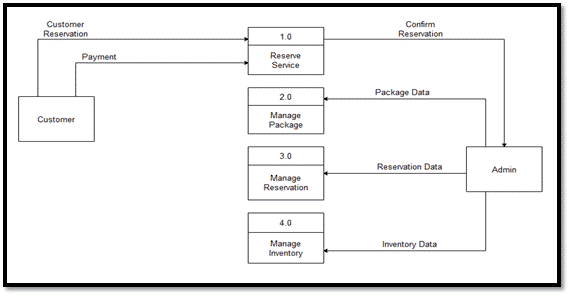 Customer
Reservation
Confirm
Reservation
1.0
Reserve
Service
Payment
Package Data
2.0
Manage
Package
Customer
3.0
Manage
Reservation
Reservation Data
Admin
4.0
Manage
Inventory
Inventory Data